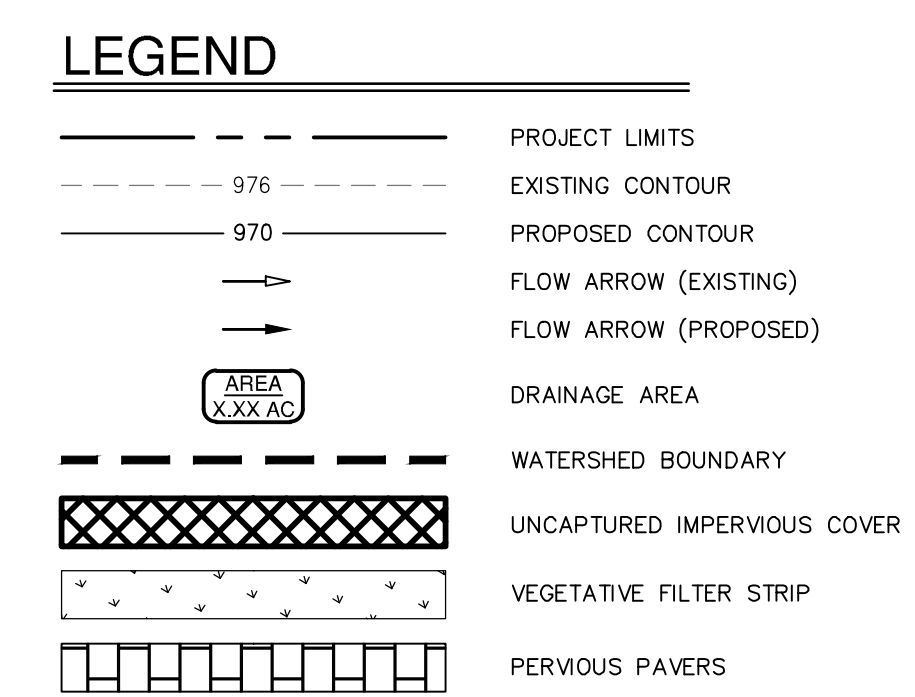 LEGEND
PROJECT LIMITS
976 EXISTING CONTOUR
970 PROPOSED CONTOUR
FLOW ARROW (EXISTING)
FLOW ARROW (PROPOSED)
AREA
X.XX AC
DRAINAGE AREA
WATERSHED BOUNDARY
UNCAPTURED IMPERVIOUS COVER
VEGETATIVE FILTER STRIP
PERVIOUS PAVERS